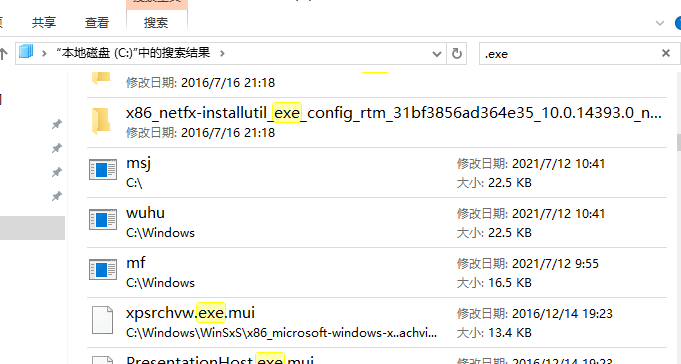 共享 查看 搜索
"本地磁盘 (C:)"中的搜索结果
.exe
修改日期: 2016/7/16 21:18
x86_netfx-installutil_exe_config_rtm_31bf3856ad364e35_10.0.14393.0_n...
修改日期: 2016/7/16 21:18
msj 修改日期: 2021/7/12 10:41
C:\ 大小: 22.5 KB
wuhu 修改日期: 2021/7/12 10:41
C:\Windows 大小: 22.5 KB
mf 修改日期: 2021/7/12 9:55
C:\Windows 大小: 16.5 KB
xpsrchvw.exe.mui 修改日期: 2016/12/14 19:23
C:\Windows\WinSxS\x86_microsoft-windows-x..achvi... 大小: 13.4 KB
PresentationHost.exe.mui 修改日期: 2016/12/14 19:23